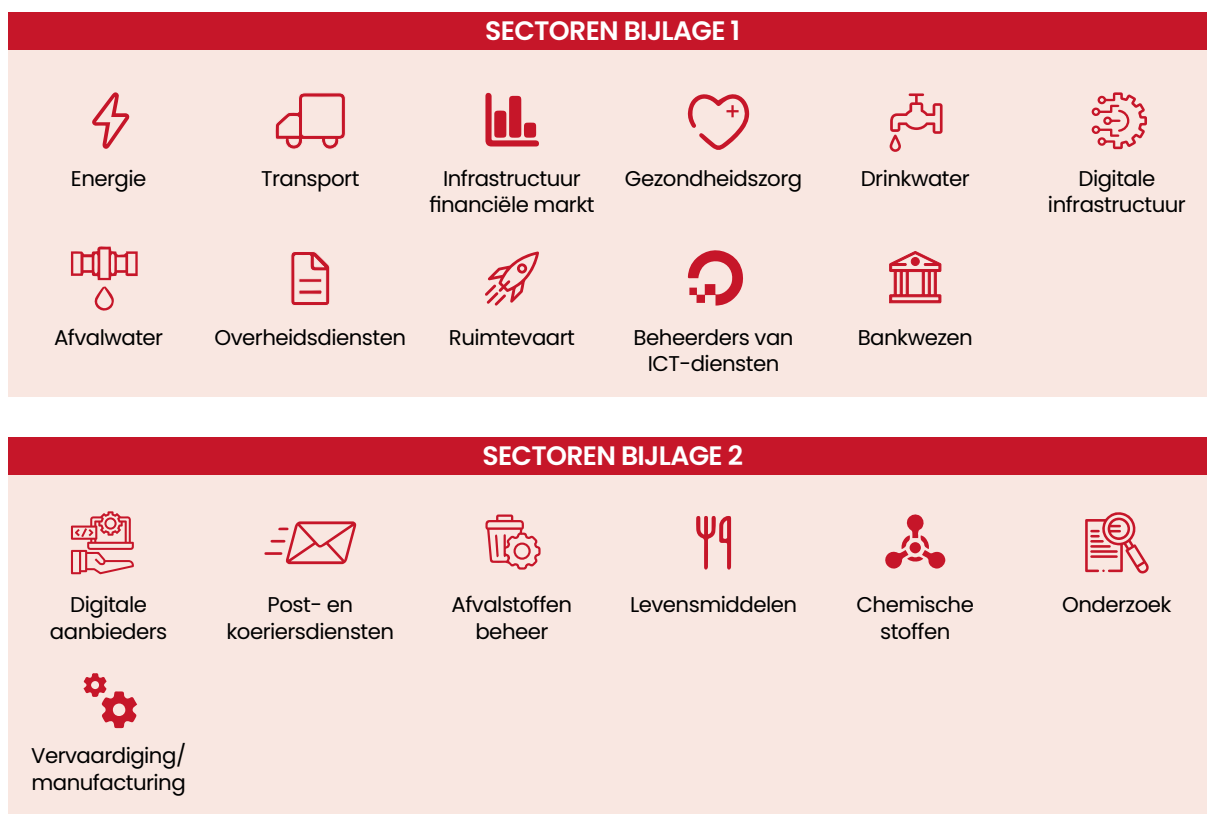 SECTOREN BIJLAGE 1
Energie
Transport
Infrastructuur
financiële markt
Gezondheidszorg
Drinkwater
Digitale
infrastructuur
Afvalwater
Overheidsdiensten
Ruimtevaart
Beheerders van
ICT-diensten
Bankwezen
SECTOREN BIJLAGE 2
</>
Digitale
aanbieders
Post- en
koeriersdiensten
Afvalstoffen
beheer
Levensmiddelen
Chemische
stoffen
Onderzoek
Vervaardiging/
manufacturing